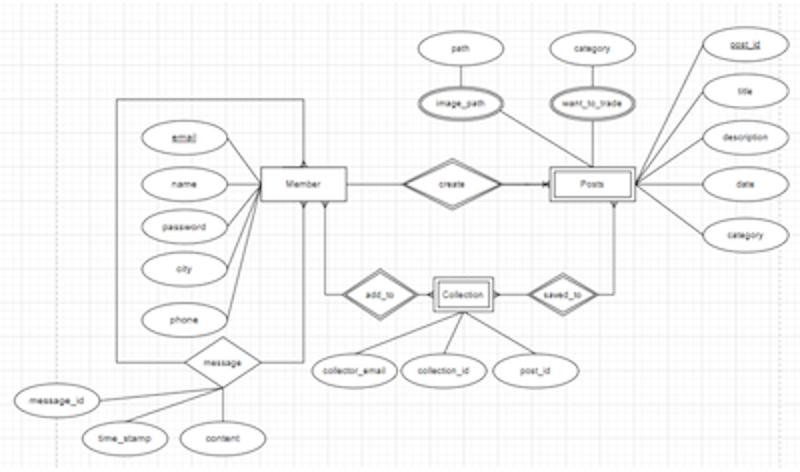 path
category
post_id
image_path
want_to_trade
title
email
description
name
Member
create
Posts
date
password
category
city
add_to
Collection
saved_to
phone
message
collector_email
collection_id
post_id
message_id
time_stamp
content